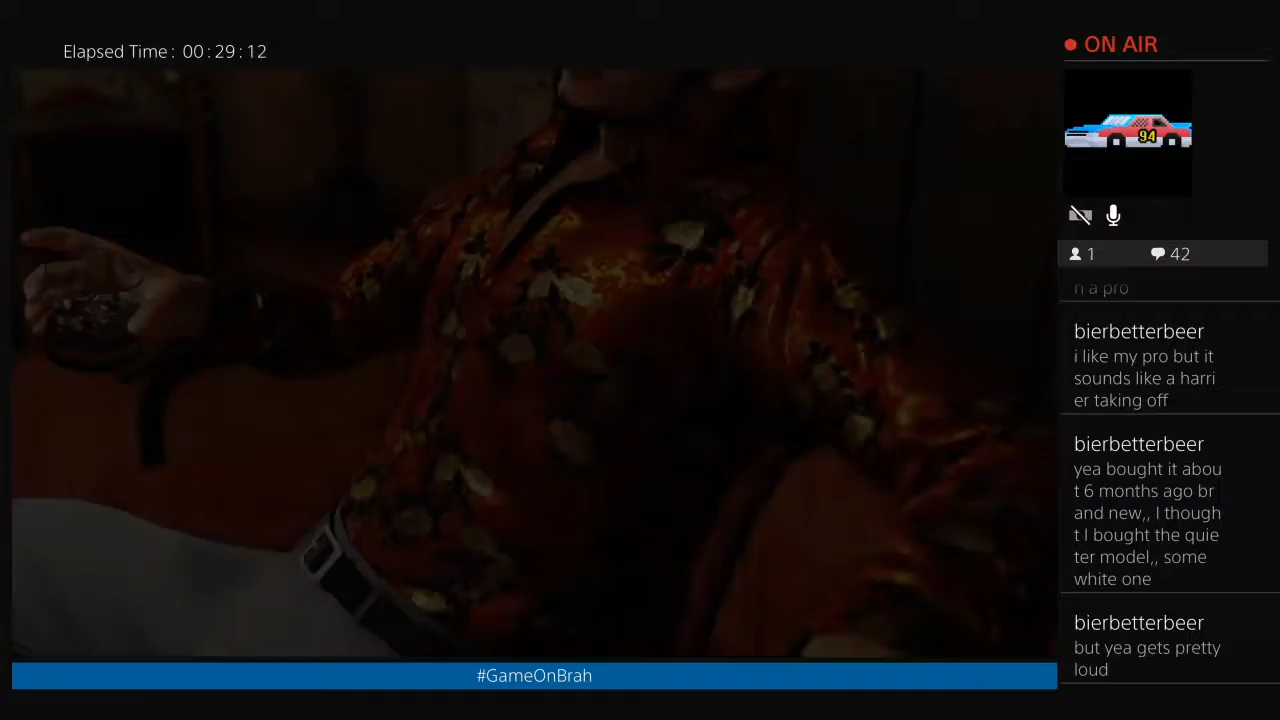 Elapsed Time: 00:29:12
ON AIR
94
1
42
n a pro
bierbetterbeer
i like my pro but it
sounds like a harri
er taking off
bierbetterbeer
yea bought it abou
t 6 months ago br
and new,, I though
t I bought the quie
ter model,, some
white one
bierbetterbeer
but yea gets pretty
loud
#GameOnBrah